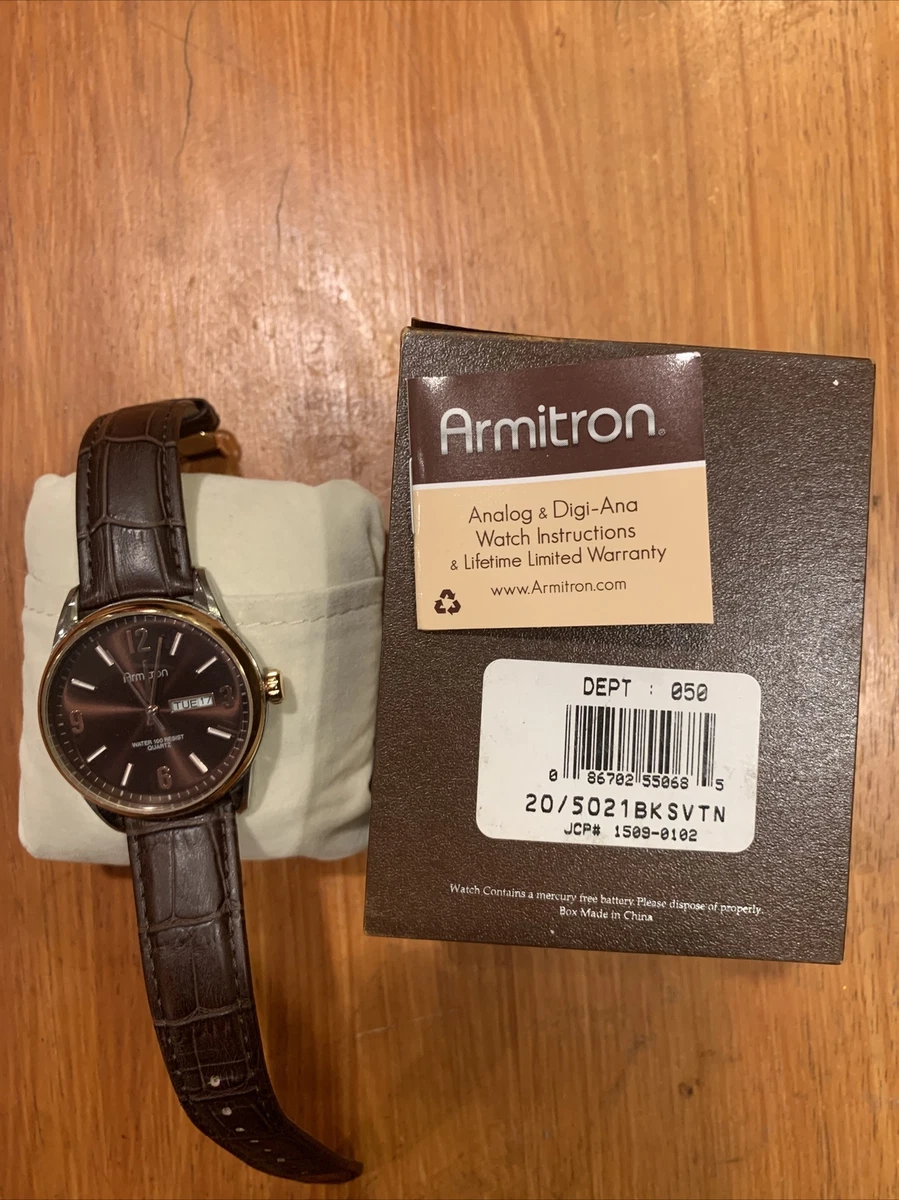 12
Armitron
TUE 17
3
9
WATER 100 RESIST
QUARTZ
6
Armitron®
Analog & Digi-Ana
Watch Instructions
& Lifetime Limited Warranty
www.Armitron.com
DEPT : 050
0 86702 55068 5
20/5021BKSVTN
JCP# 1509-0102
Watch Contains a mercury free battery. Please dispose of properly.
Box Made in China